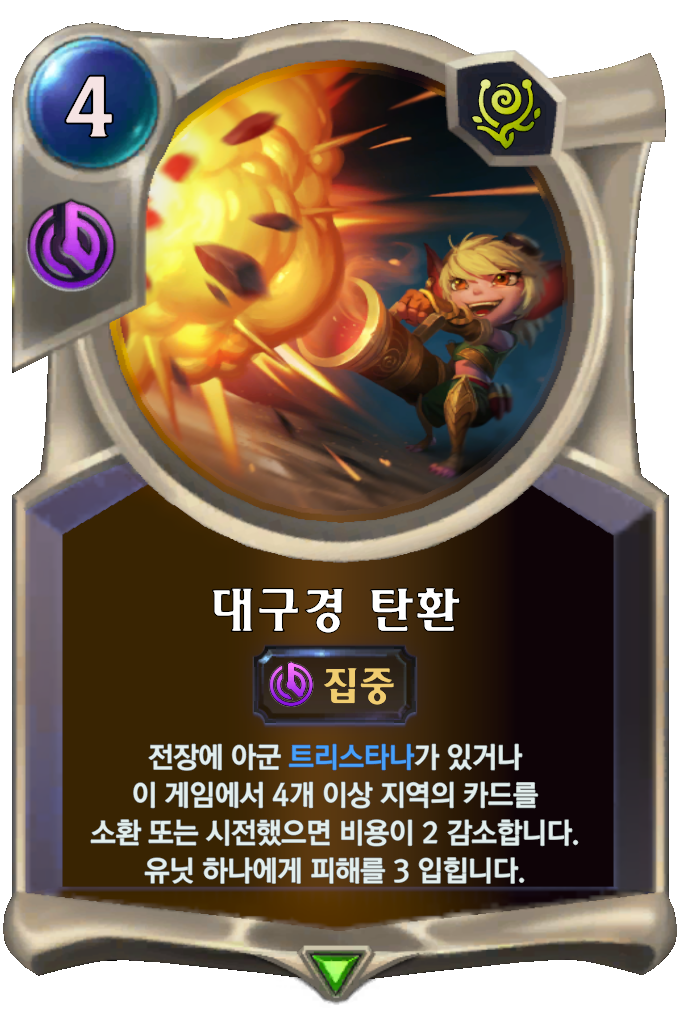 4
대구경 탄환
집중
전장에 아군 트리스타나가 있거나
이 게임에서 4개 이상 지역의 카드를
소환 또는 시전했으면 비용이 2 감소합니다.
유닛 하나에게 피해를 3 입힙니다.